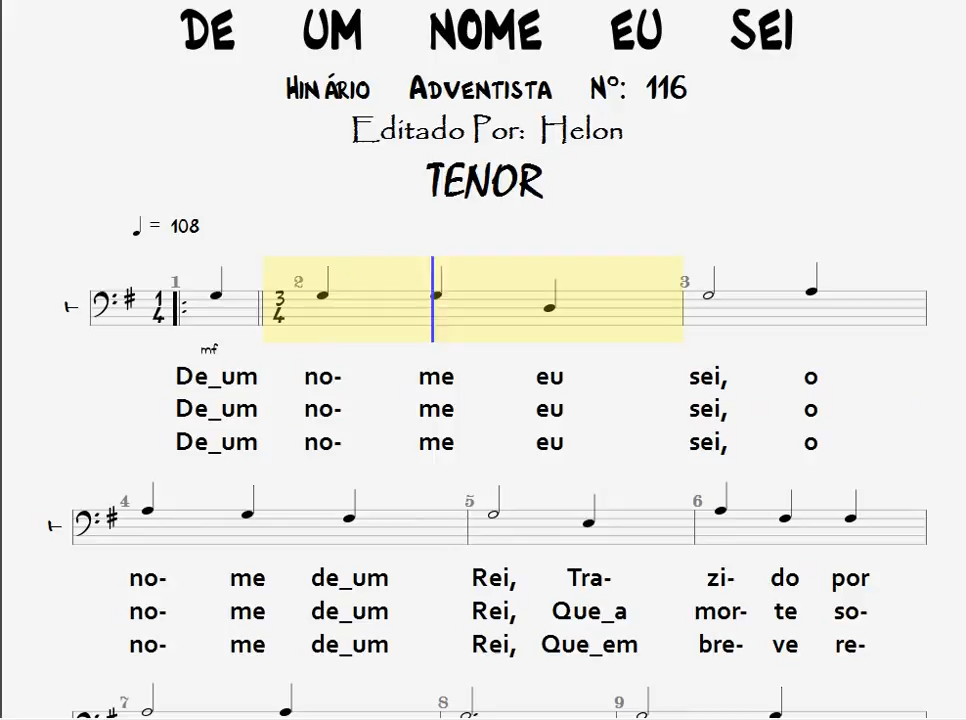 DE UM NOME EU SEI
HINÁRIO ADVENTISTA Nº: 116
Editado Por: Helon
TENOR
♩ = 108
1 2 3
T 1/4 3/4
mf
De_um no- me eu sei, o
De_um no- me eu sei, o
De_um no- me eu sei, o
4 5 6
T
no- me de_um Rei, Tra- zi- do por
no- me de_um Rei, Que_a mor- te so-
no- me de_um Rei, Que_em bre- ve re-
7 8 9